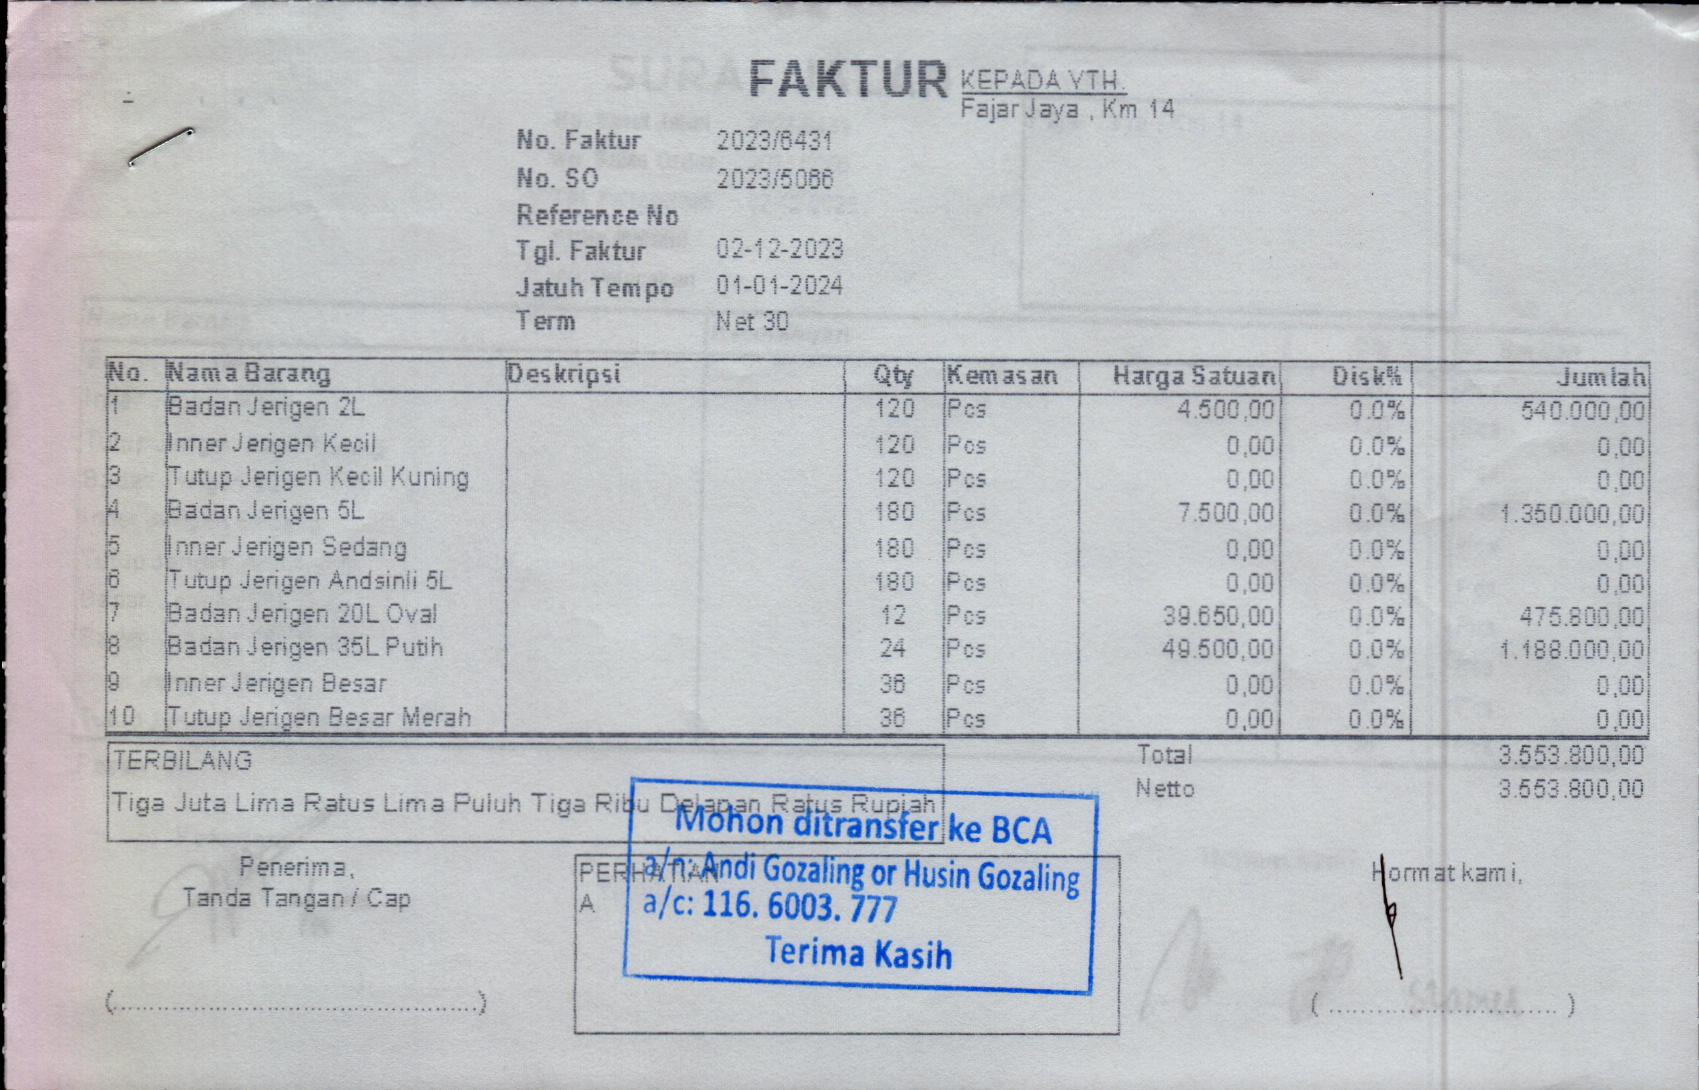 FAKTUR
KEPADA YTH.
Fajar Jaya , Km 14
No. Faktur 2023/6431
No. SO 2023/5066
Reference No
Tgl. Faktur 02-12-2023
Jatuh Tempo 01-01-2024
Term Net 30
No. Nama Barang Deskripsi Qty Kemasan Harga Satuan Disk% Jumlah
1 Badan Jerigen 2L 120 Pcs 4.500,00 0.0% 540.000,00
2 Inner Jerigen Kecil 120 Pcs 0,00 0.0% 0,00
3 Tutup Jerigen Kecil Kuning 120 Pcs 0,00 0.0% 0,00
4 Badan Jerigen 5L 180 Pcs 7.500,00 0.0% 1.350.000,00
5 Inner Jerigen Sedang 180 Pcs 0,00 0.0% 0,00
6 Tutup Jerigen Andsinli 5L 180 Pcs 0,00 0.0% 0,00
7 Badan Jerigen 20L Oval 12 Pcs 39.650,00 0.0% 475.800,00
8 Badan Jerigen 35L Putih 24 Pcs 49.500,00 0.0% 1.188.000,00
9 Inner Jerigen Besar 36 Pcs 0,00 0.0% 0,00
10 Tutup Jerigen Besar Merah 36 Pcs 0,00 0.0% 0,00
TERBILANG
Tiga Juta Lima Ratus Lima Puluh Tiga Ribu Delapan Ratus Rupiah
Total 3.553.800,00
Netto 3.553.800,00
Penerima,
Tanda Tangan / Cap
PERHATIAN
A
Mohon ditransfer ke BCA
a/n: Andi Gozaling or Husin Gozaling
a/c: 116. 6003. 777
Terima Kasih
Hormat kami,